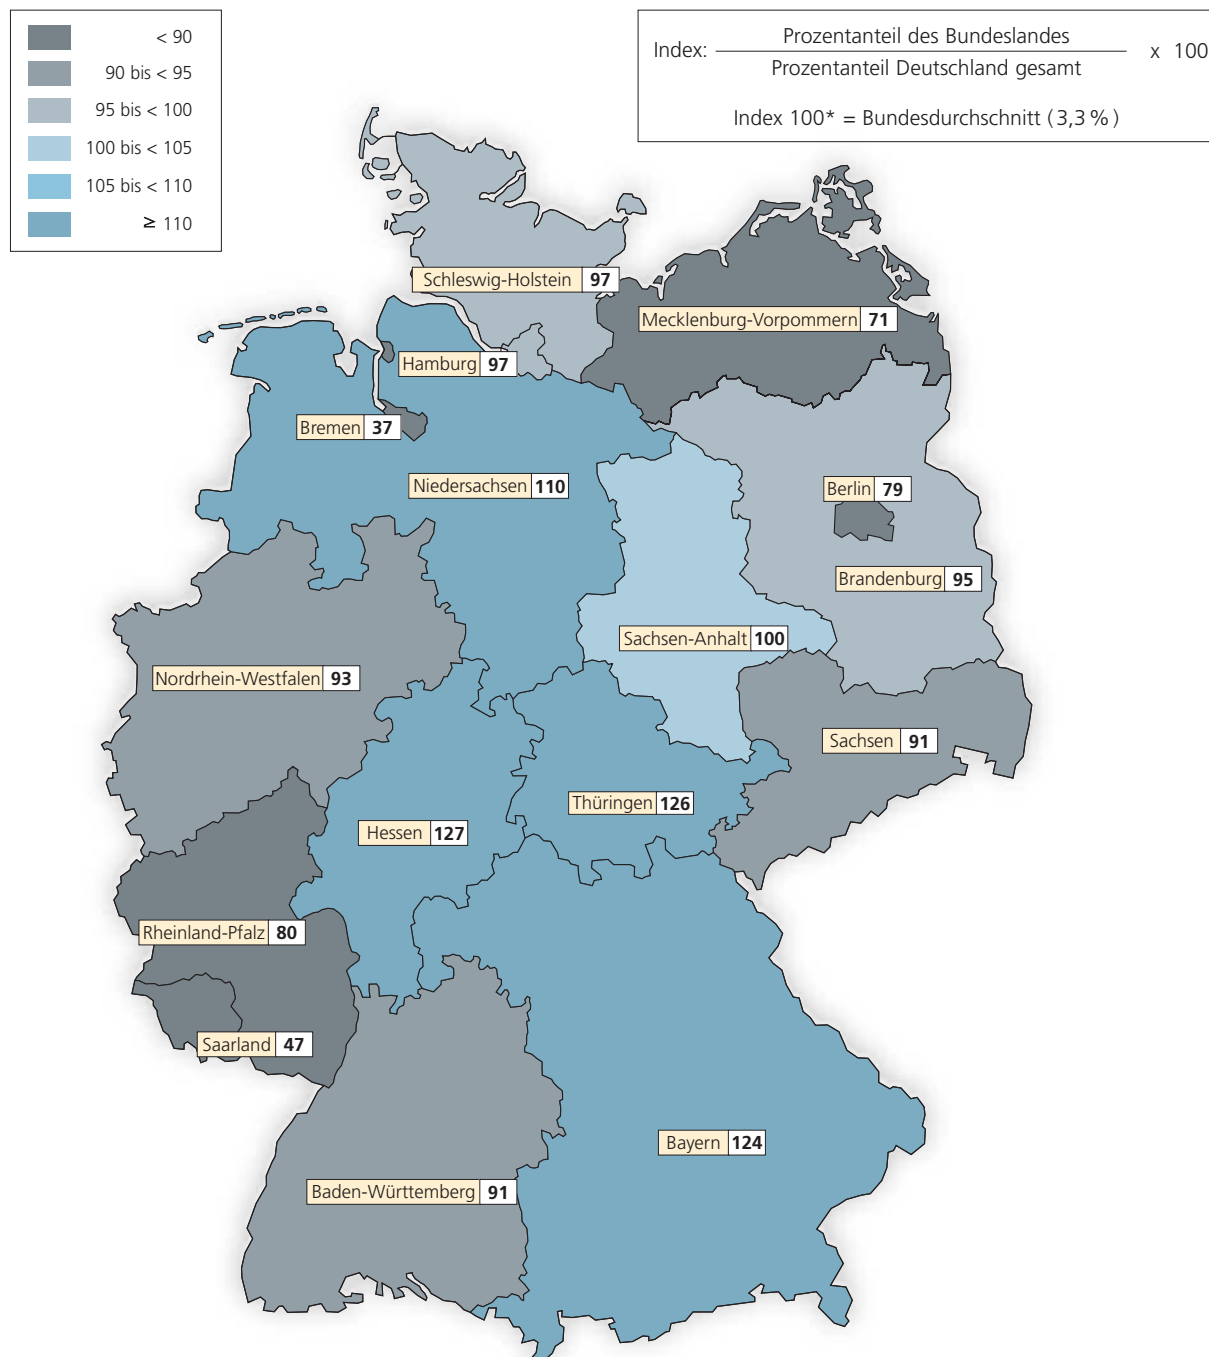 < 90
90 bis < 95
95 bis < 100
100 bis < 105
105 bis < 110
≥ 110
Index: Prozentanteil des Bundeslandes
Prozentanteil Deutschland gesamt x 100
Index 100* = Bundesdurchschnitt (3,3 %)
Schleswig-Holstein 97
Mecklenburg-Vorpommern 71
Hamburg 97
Bremen 37
Niedersachsen 110
Berlin 79
Brandenburg 95
Sachsen-Anhalt 100
Nordrhein-Westfalen 93
Sachsen 91
Thüringen 126
Hessen 127
Rheinland-Pfalz 80
Saarland 47
Bayern 124
Baden-Württemberg 91